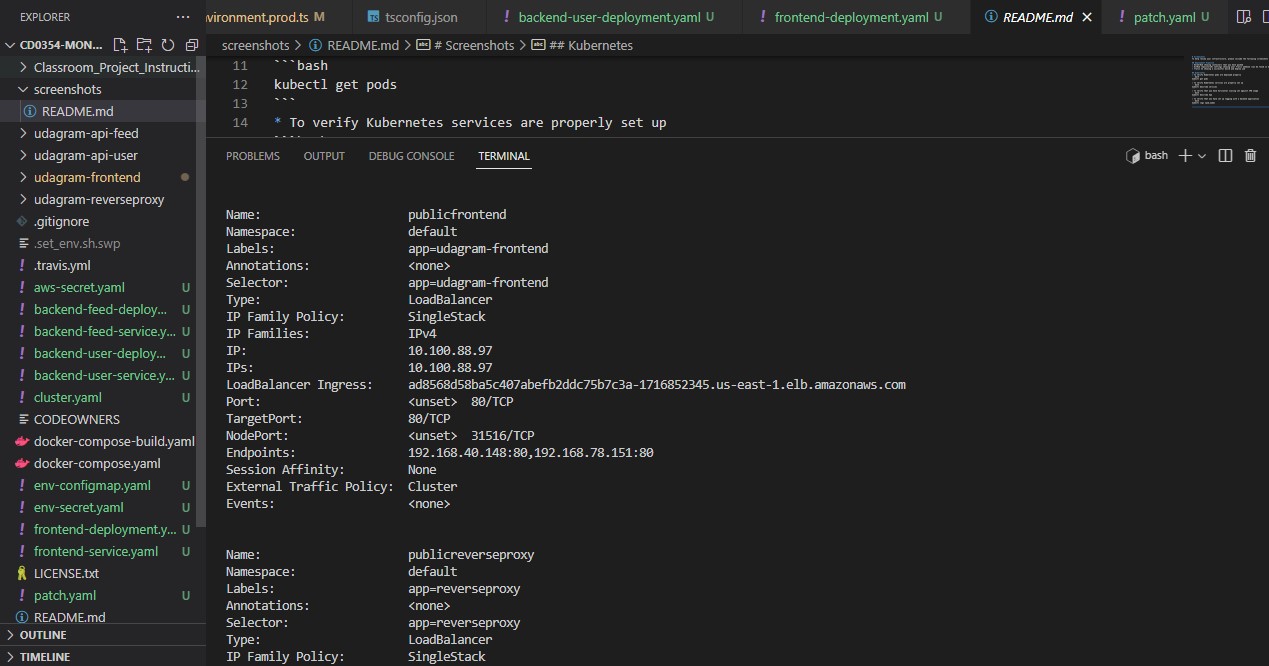 EXPLORER
CD0354-MON...
Classroom_Project_Instructi...
screenshots
README.md
udagram-api-feed
udagram-api-user
udagram-frontend
udagram-reverseproxy
.gitignore
.set_env.sh.swp
.travis.yml
aws-secret.yaml U
backend-feed-deploy... U
backend-feed-service.y... U
backend-user-deploy... U
backend-user-service.y... U
cluster.yaml U
CODEOWNERS
docker-compose-build.yaml
docker-compose.yaml
env-configmap.yaml U
env-secret.yaml U
frontend-deployment.y... U
frontend-service.yaml U
LICENSE.txt
patch.yaml U
README.md
OUTLINE
TIMELINE
vironment.prod.ts M TS tsconfig.json backend-user-deployment.yaml U frontend-deployment.yaml U README.md patch.yaml U
screenshots > README.md > abc # Screenshots > abc ## Kubernetes
11 ```bash
12 kubectl get pods
13 ```
14 * To verify Kubernetes services are properly set up
PROBLEMS OUTPUT DEBUG CONSOLE TERMINAL bash
Name: publicfrontend
Namespace: default
Labels: app=udagram-frontend
Annotations: <none>
Selector: app=udagram-frontend
Type: LoadBalancer
IP Family Policy: SingleStack
IP Families: IPv4
IP: 10.100.88.97
IPs: 10.100.88.97
LoadBalancer Ingress: ad8568d58ba5c407abefb2ddc75b7c3a-1716852345.us-east-1.elb.amazonaws.com
Port: <unset> 80/TCP
TargetPort: 80/TCP
NodePort: <unset> 31516/TCP
Endpoints: 192.168.40.148:80,192.168.78.151:80
Session Affinity: None
External Traffic Policy: Cluster
Events: <none>
Name: publicreverseproxy
Namespace: default
Labels: app=reverseproxy
Annotations: <none>
Selector: app=reverseproxy
Type: LoadBalancer
IP Family Policy: SingleStack